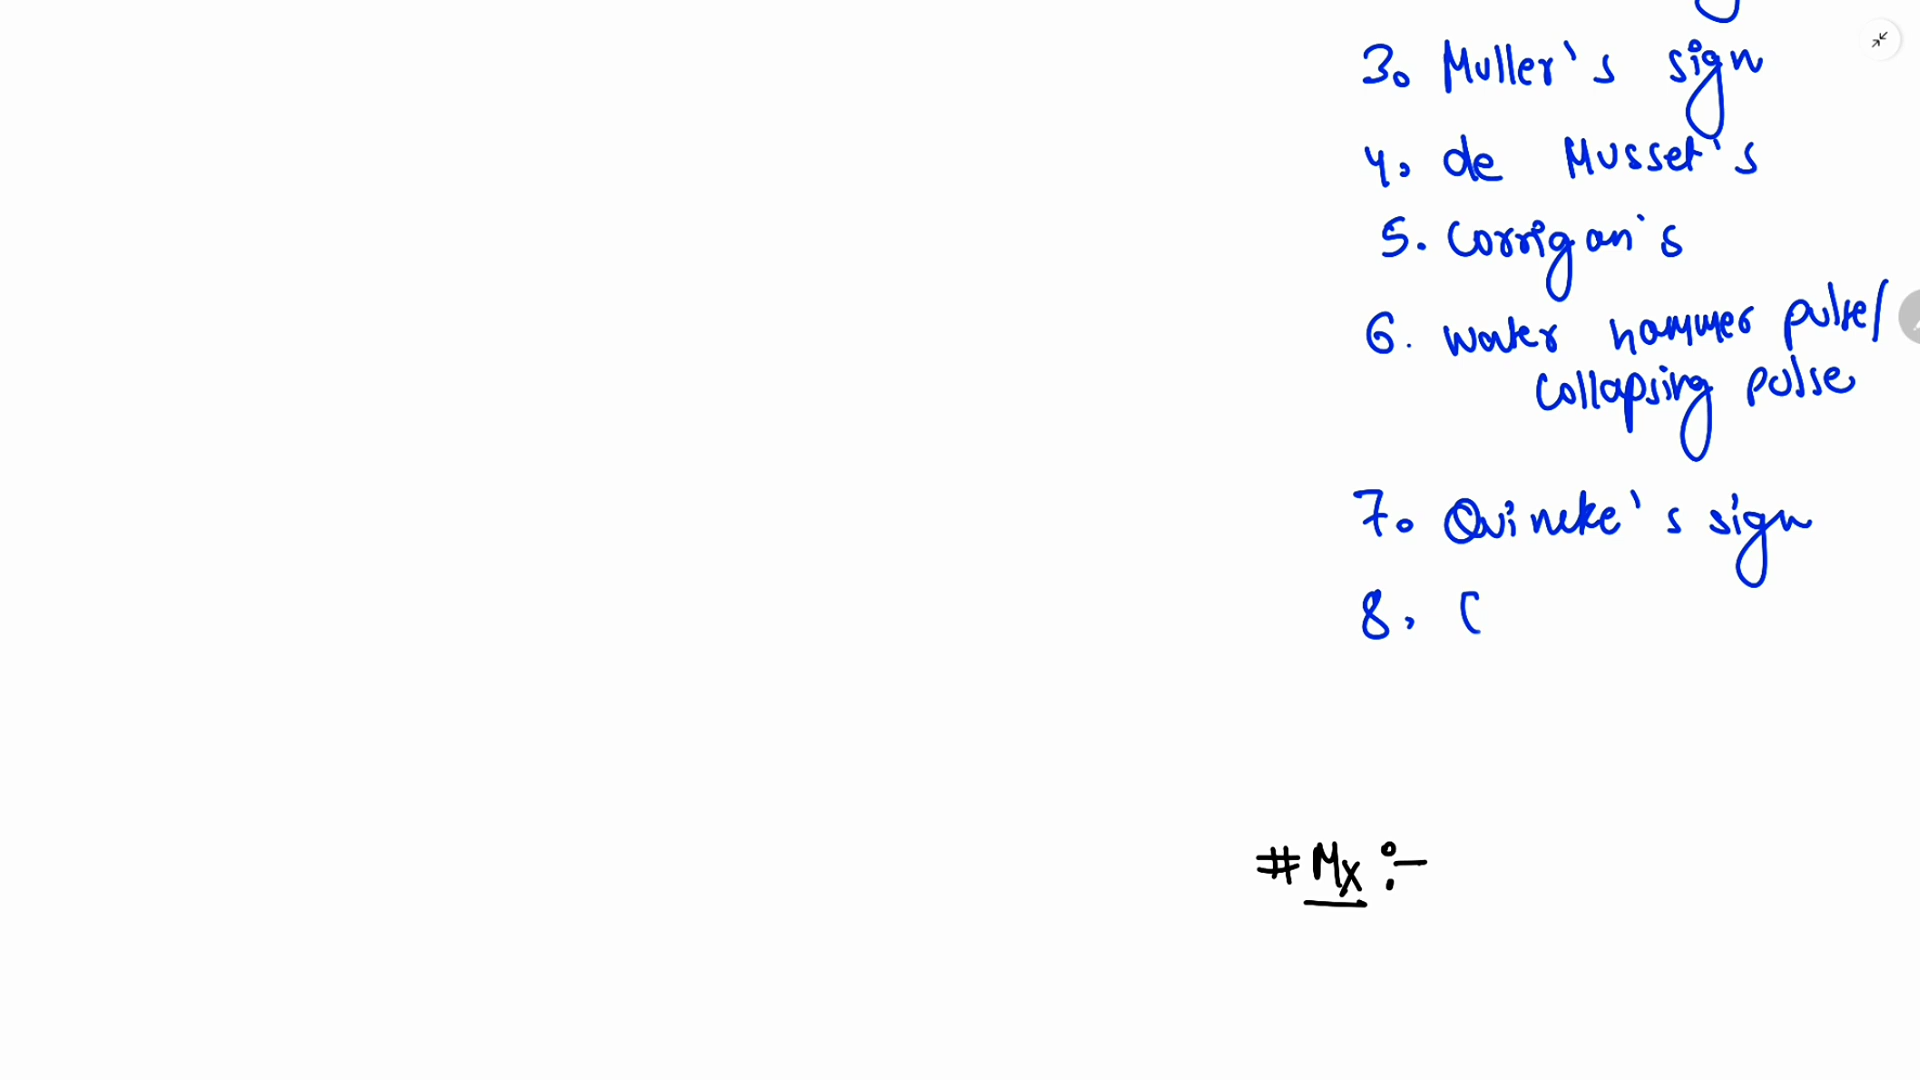 3. Muller's sign
4. de Musset's
5. Corrigan's
6. Water hammer pulse/
collapsing pulse
7. Quincke's sign
8. (
# Mx :-